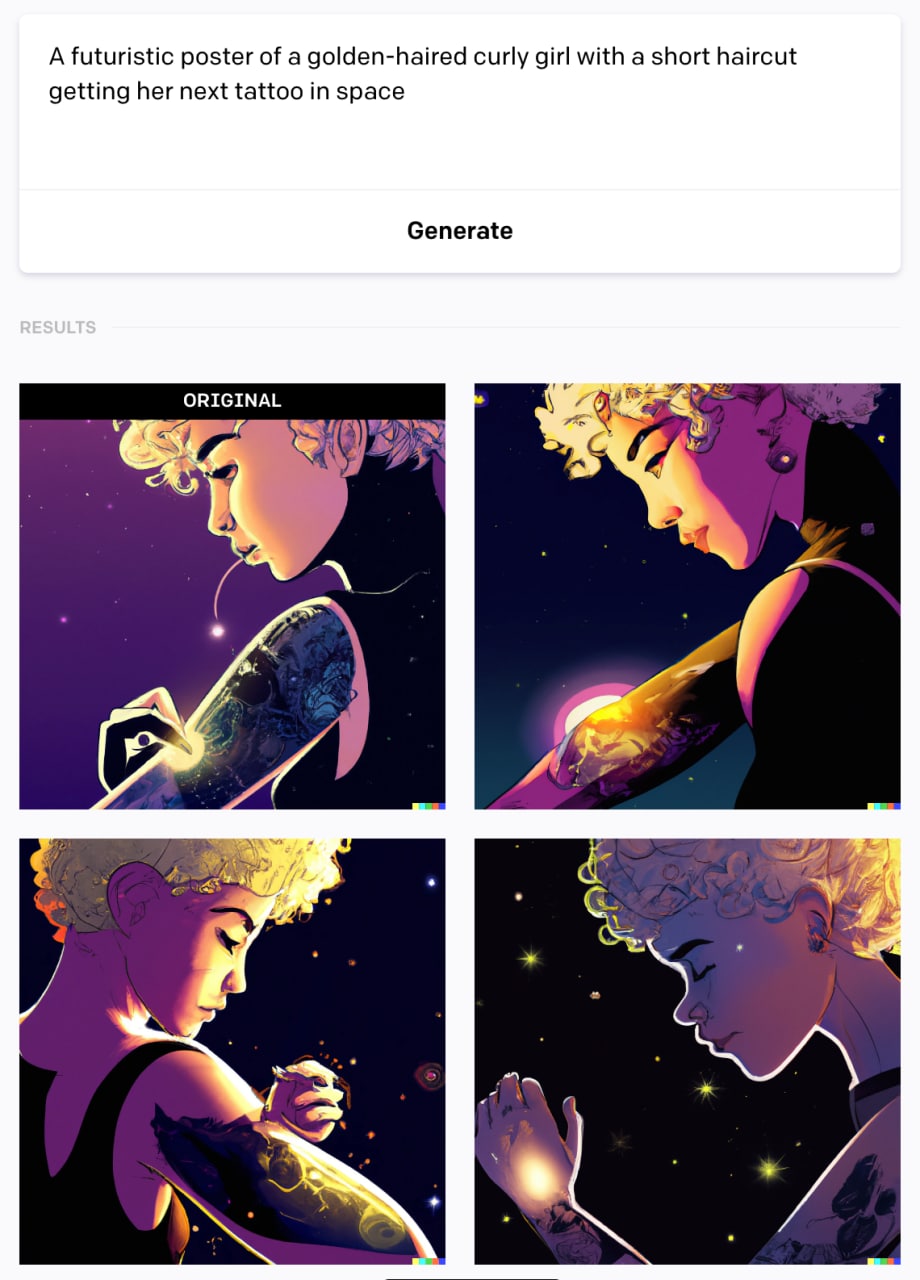 A futuristic poster of a golden-haired curly girl with a short haircut
getting her next tattoo in space
Generate
RESULTS
ORIGINAL